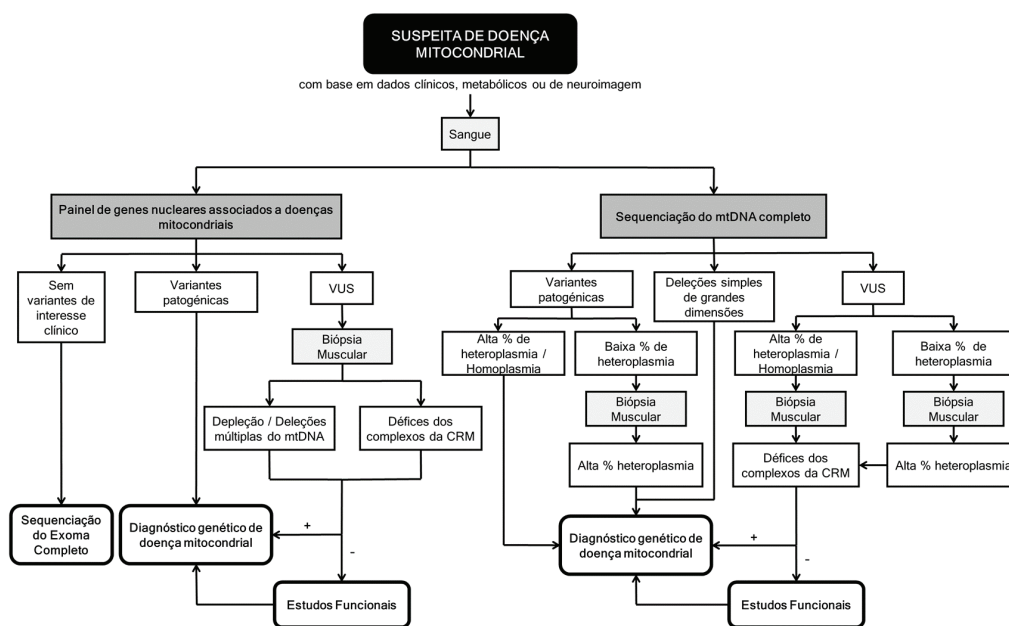 SUSPEITA DE DOENÇA
MITOCONDRIAL
com base em dados clínicos, metabólicos ou de neuroimagem
Sangue
Painel de genes nucleares associados a doenças
mitocondriais
Sequenciação do mtDNA completo
Sem
variantes de
interesse
clínico
Variantes
patogénicas
VUS
Biópsia
Muscular
Depleção / Deleções
múltiplas do mtDNA
Défices dos
complexos da CRM
Sequenciação
do Exoma
Completo
Diagnóstico genético de
doença mitocondrial
+
-
Estudos Funcionais
Variantes
patogénicas
Deleções simples
de grandes
dimensões
VUS
Alta % de
heteroplasmia /
Homoplasmia
Baixa % de
heteroplasmia
Alta % de
heteroplasmia /
Homoplasmia
Baixa % de
heteroplasmia
Biópsia
Muscular
Biópsia
Muscular
Biópsia
Muscular
Alta % heteroplasmia
Défices dos
complexos da CRM
Alta % heteroplasmia
Diagnóstico genético de
doença mitocondrial
+
-
Estudos Funcionais